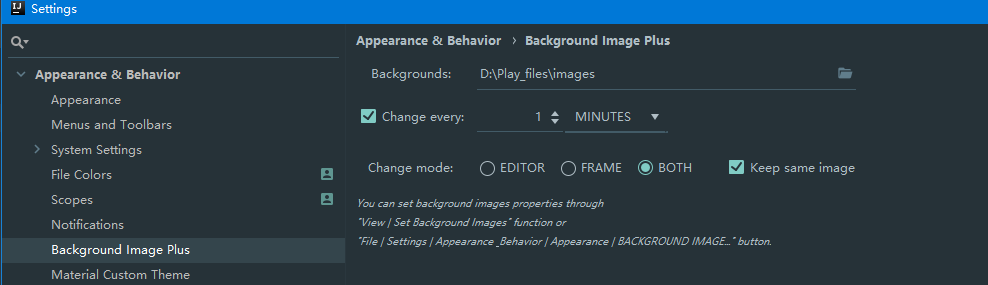 IJ
Settings
Appearance & Behavior
Appearance
Menus and Toolbars
System Settings
File Colors
Scopes
Notifications
Background Image Plus
Material Custom Theme
Appearance & Behavior › Background Image Plus
Backgrounds: D:\Play_files\images
Change every: 1 MINUTES
Change mode: EDITOR FRAME BOTH Keep same image
You can set background images properties through
"View | Set Background Images" function or
"File | Settings | Appearance _Behavior | Appearance | BACKGROUND IMAGE..." button.